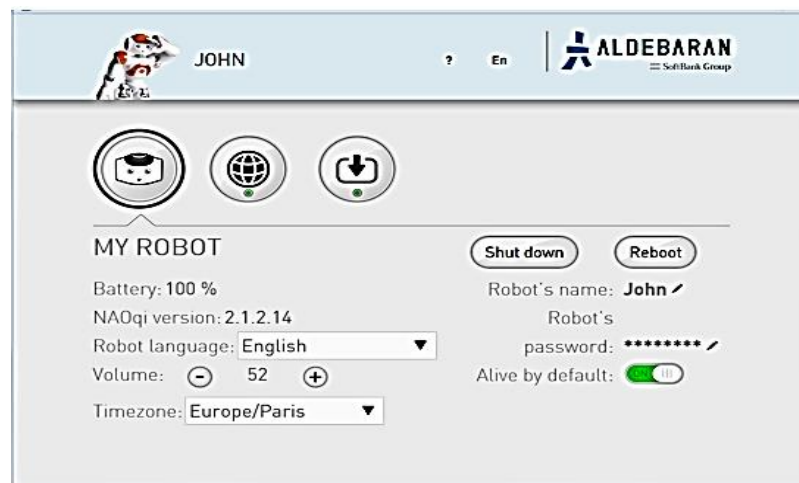 JOHN
? En
ALDEBARAN
SoftBank Group
MY ROBOT
Shut down Reboot
Battery: 100 %
Robot's name: John
NAOqi version: 2.1.2.14
Robot's
Robot language: English
password: ********
Volume: 52
Alive by default: ON
Timezone: Europe/Paris